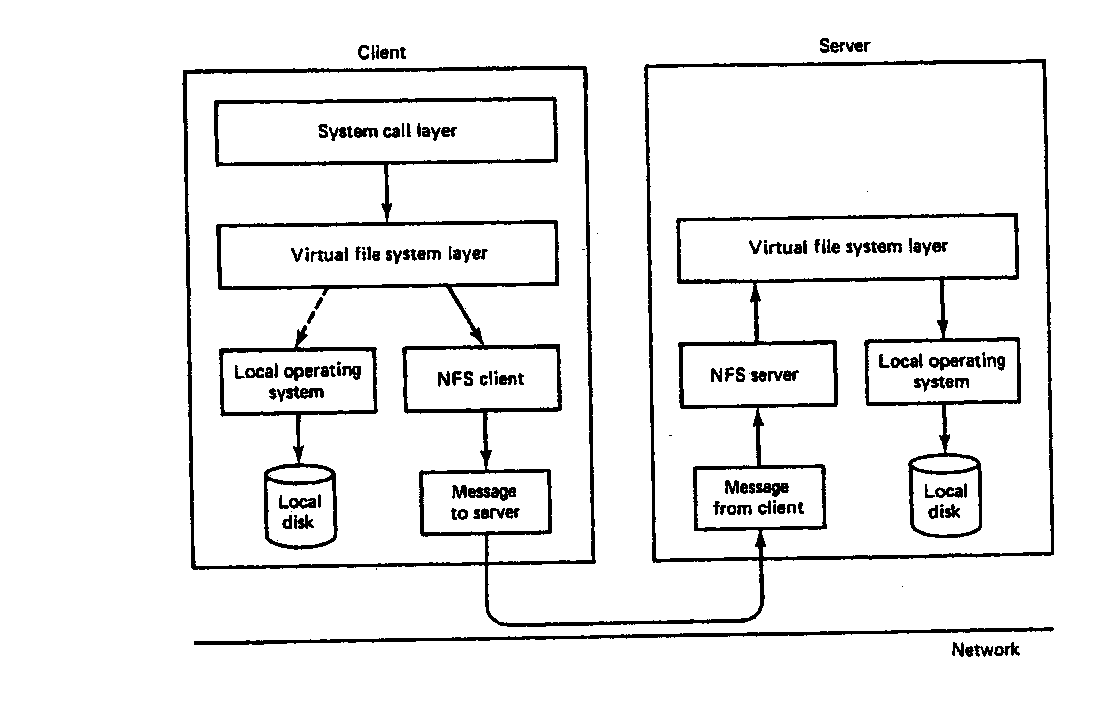 Client
System call layer
Virtual file system layer
Local operating
system
NFS client
Local
disk
Message
to server
Server
Virtual file system layer
NFS server
Local operating
system
Message
from client
Local
disk
Network